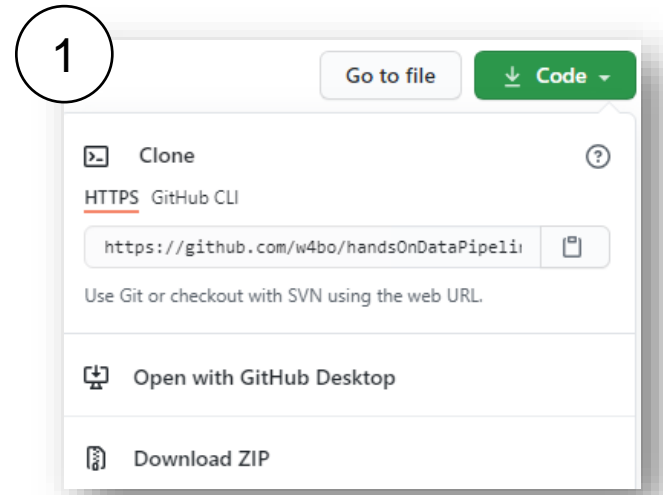 1
Go to file
Code
Clone
HTTPS GitHub CLI
https://github.com/w4bo/handsOnDataPipeli
Use Git or checkout with SVN using the web URL.
Open with GitHub Desktop
Download ZIP